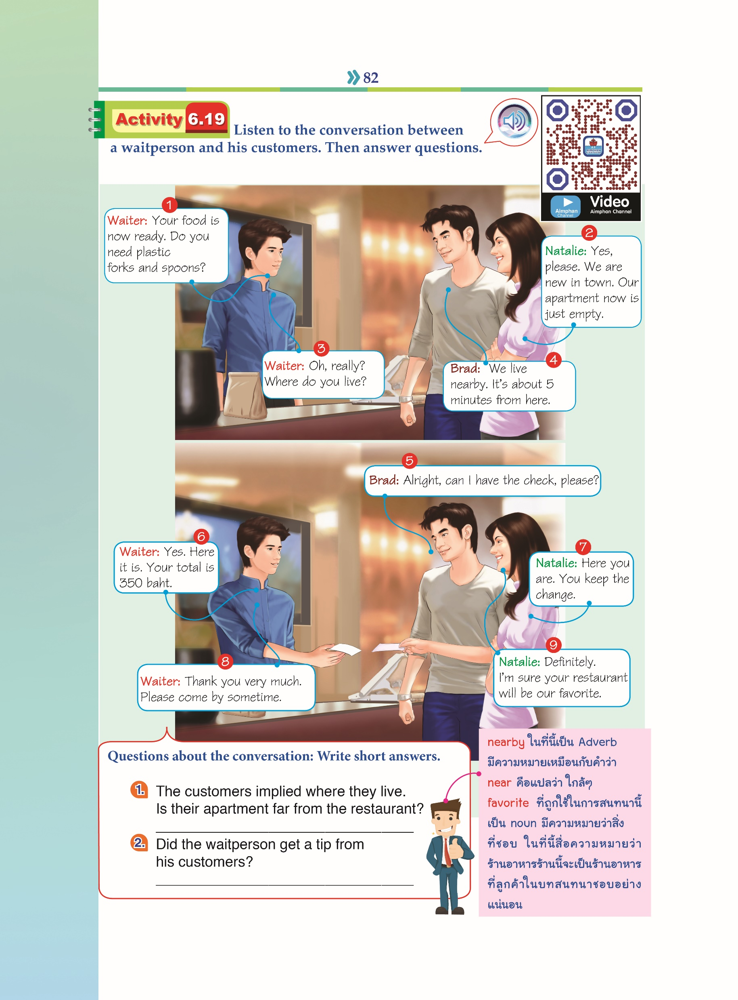 82
Activity 6.19
Listen to the conversation between
a waitperson and his customers. Then answer questions.
AIMPHAN
Aimphan
Channel
Video
Aimphan Channel
1
Waiter: Your food is
now ready. Do you
need plastic
forks and spoons?
2
Natalie: Yes,
please. We are
new in town. Our
apartment now is
just empty.
3
Waiter: Oh, really?
Where do you live?
4
Brad: We live
nearby. It's about 5
minutes from here.
5
Brad: Alright, can I have the check, please?
6
Waiter: Yes. Here
it is. Your total is
350 baht.
7
Natalie: Here you
are. You keep the
change.
8
Waiter: Thank you very much.
Please come by sometime.
9
Natalie: Definitely.
I'm sure your restaurant
will be our favorite.
Questions about the conversation: Write short answers.
1. The customers implied where they live.
Is their apartment far from the restaurant?
2. Did the waitperson get a tip from
his customers?
nearby ในที่นี้เป็น Adverb
มีความหมายเหมือนกับคำว่า
near คือแปลว่า ใกล้ๆ
favorite ที่ถูกใช้ในการสนทนานี้
เป็น noun มีความหมายว่าสิ่ง
ที่ชอบ ในที่นี้สื่อความหมายว่า
ร้านอาหารร้านนี้จะเป็นร้านอาหาร
ที่ลูกค้าในบทสนทนาชอบอย่าง
แน่นอน